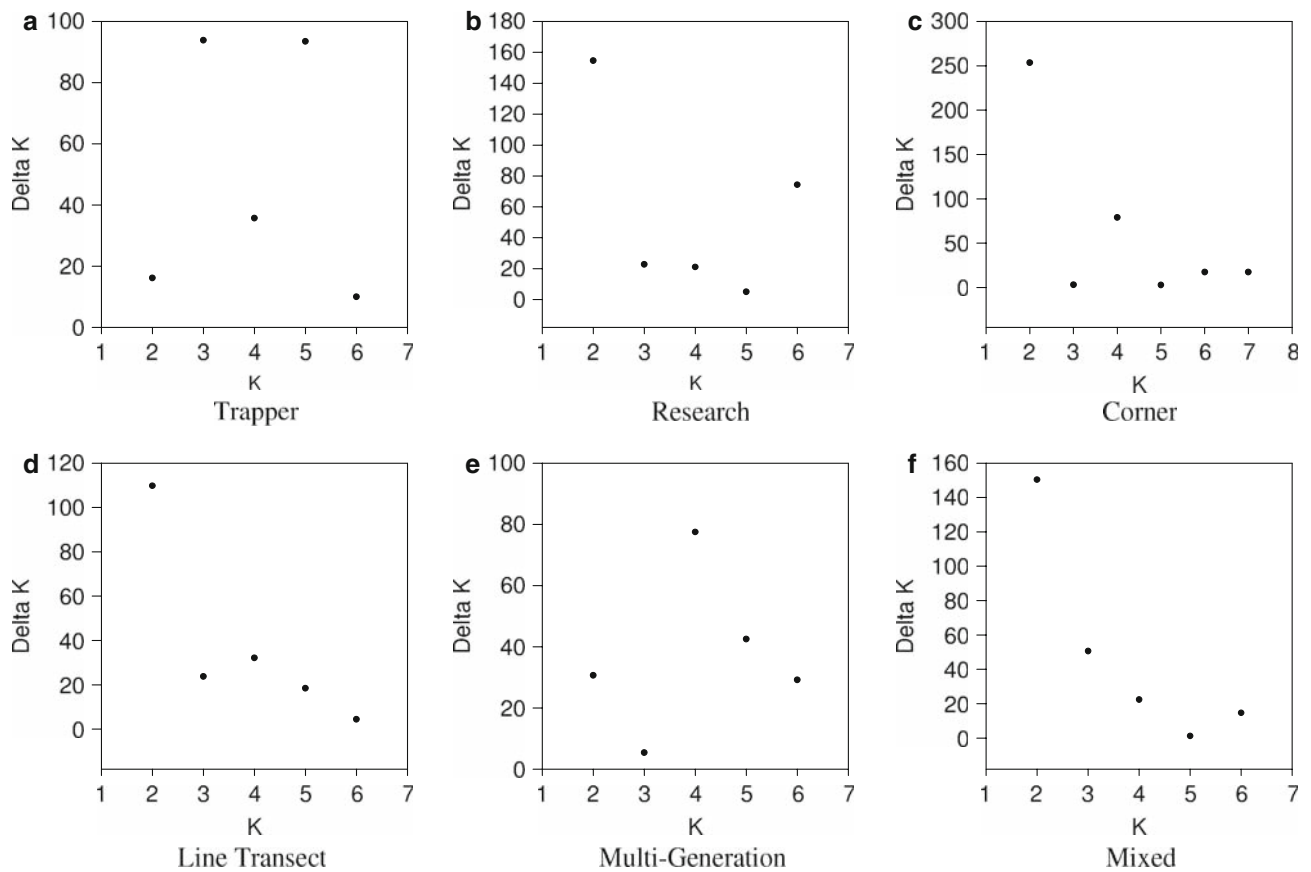 a
100
80
60
40
20
0
Delta K
1 2 3 4 5 6 7
K
Trapper
b
180
160
140
120
100
80
60
40
20
0
Delta K
1 2 3 4 5 6 7
K
Research
c
300
250
200
150
100
50
0
Delta K
1 2 3 4 5 6 7 8
K
Corner
d
120
100
80
60
40
20
0
Delta K
1 2 3 4 5 6 7
K
Line Transect
e
100
80
60
40
20
0
Delta K
1 2 3 4 5 6 7
K
Multi-Generation
f
160
140
120
100
80
60
40
20
0
Delta K
1 2 3 4 5 6 7
K
Mixed